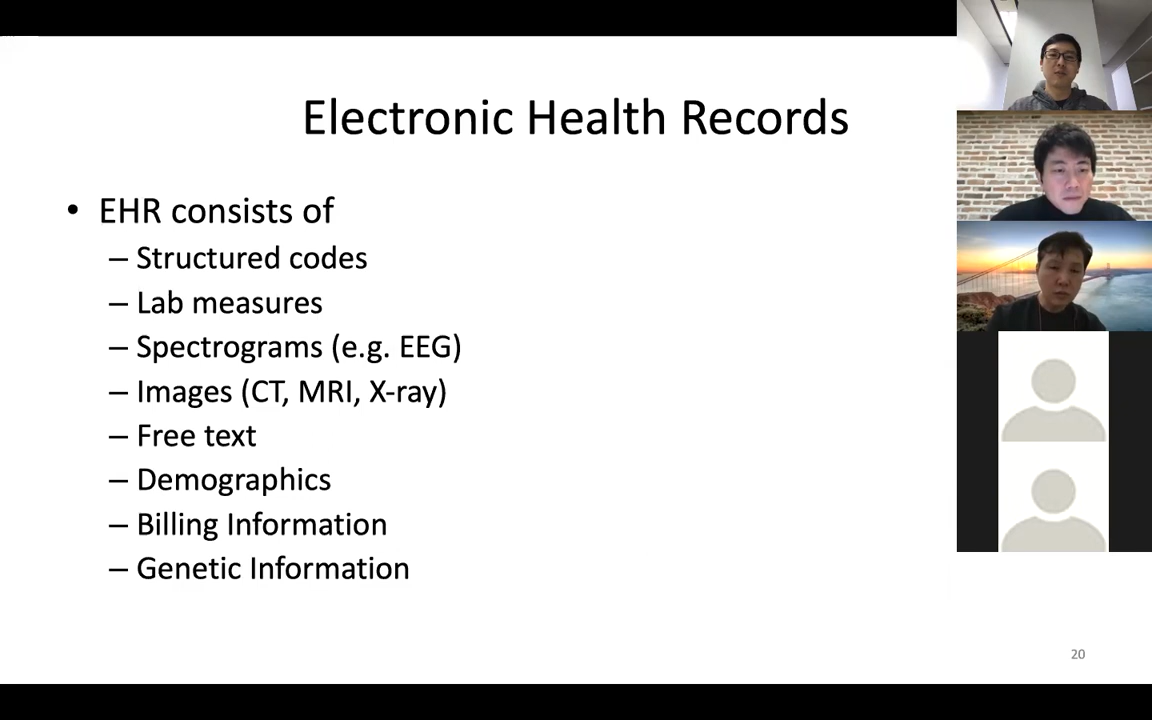 Electronic Health Records
• EHR consists of
– Structured codes
– Lab measures
– Spectrograms (e.g. EEG)
– Images (CT, MRI, X-ray)
– Free text
– Demographics
– Billing Information
– Genetic Information
20